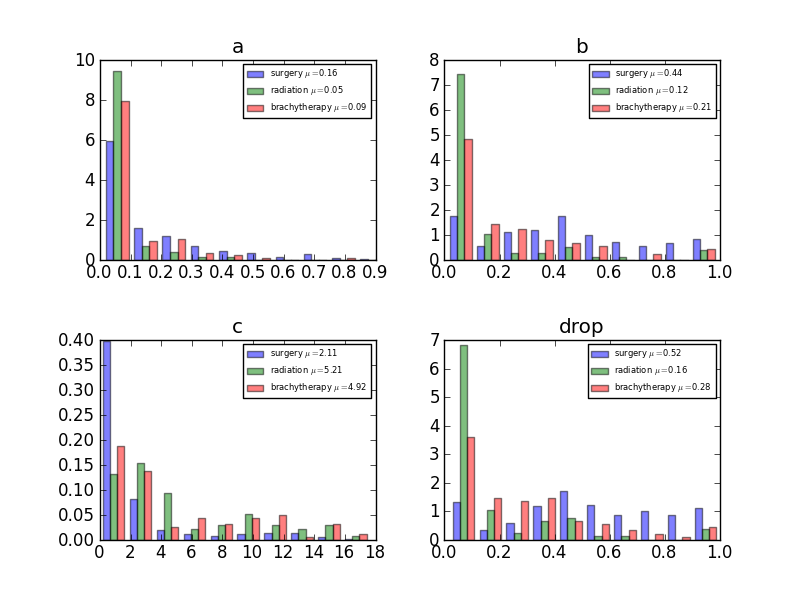 a
10
8
6
4
2
0
surgery μ=0.16
radiation μ=0.05
brachytherapy μ=0.09
0.0 0.1 0.2 0.3 0.4 0.5 0.6 0.7 0.8 0.9
b
8
7
6
5
4
3
2
1
0
surgery μ=0.44
radiation μ=0.12
brachytherapy μ=0.21
0.0 0.2 0.4 0.6 0.8 1.0
c
0.40
0.35
0.30
0.25
0.20
0.15
0.10
0.05
0.00
surgery μ=2.11
radiation μ=5.21
brachytherapy μ=4.92
0 2 4 6 8 10 12 14 16 18
drop
7
6
5
4
3
2
1
0
surgery μ=0.52
radiation μ=0.16
brachytherapy μ=0.28
0.0 0.2 0.4 0.6 0.8 1.0